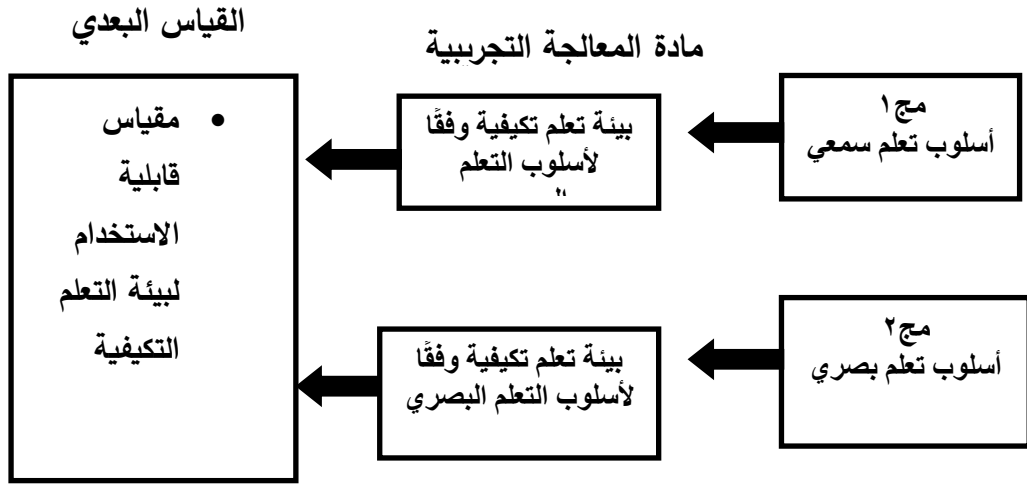 القياس البعدي
مادة المعالجة التجريبية
مج١
أسلوب تعلم سمعي
بيئة تعلم تكيفية وفقًا
لأسلوب التعلم
• مقياس
قابلية
الاستخدام
لبيئة التعلم
التكيفية
مج٢
أسلوب تعلم بصري
بيئة تعلم تكيفية وفقًا
لأسلوب التعلم البصري